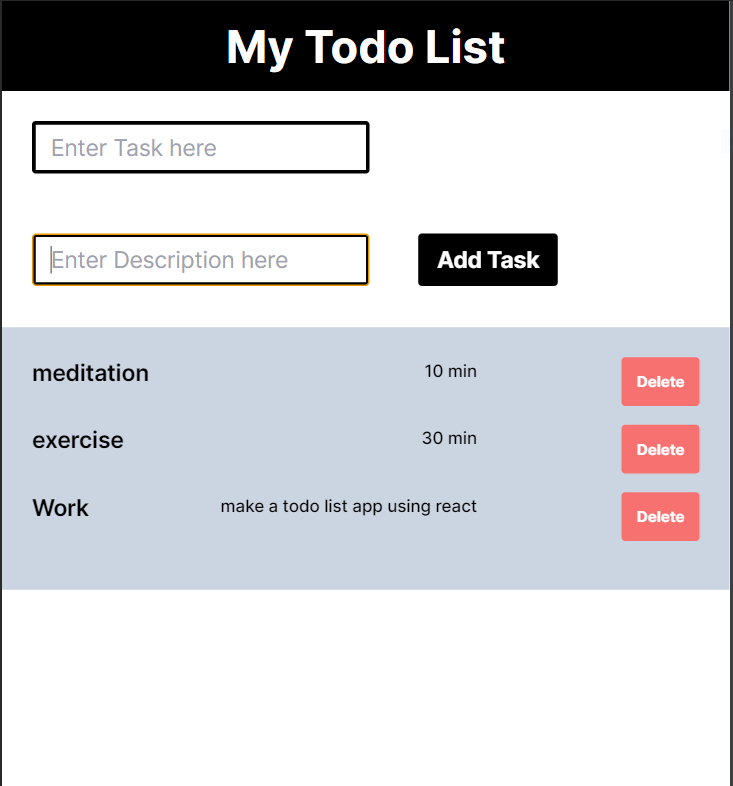 My Todo List
Enter Task here
Enter Description here
Add Task
meditation 10 min Delete
exercise 30 min Delete
Work make a todo list app using react Delete